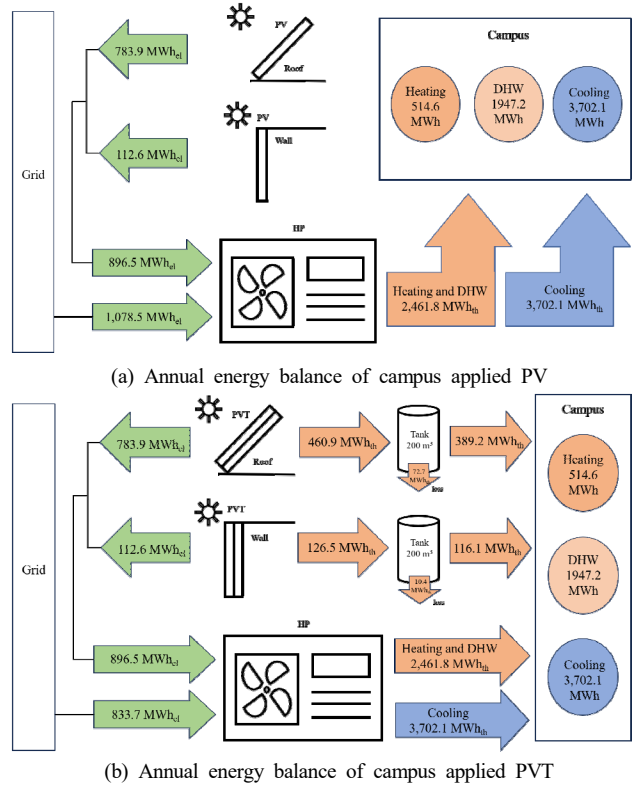 PV
783.9 MWhel
Roof
PV
Wall
112.6 MWhel
Grid
Campus
Heating
514.6
MWh
DHW
1947.2
MWh
Cooling
3,702.1
MWh
HP
896.5 MWhel
1,078.5 MWhel
Heating and DHW
2,461.8 MWhth
Cooling
3,702.1 MWhth
(a) Annual energy balance of campus applied PV
PVT
783.9 MWhel
Roof
460.9 MWhth
Tank
200 m³
72.7
MWhth
loss
389.2 MWhth
PVT
Wall
112.6 MWhel
126.5 MWhth
Tank
200 m³
10.4
MWhth
loss
116.1 MWhth
Grid
Campus
Heating
514.6
MWh
DHW
1947.2
MWh
Cooling
3,702.1
MWh
HP
896.5 MWhel
833.7 MWhel
Heating and DHW
2,461.8 MWhth
Cooling
3,702.1 MWhth
(b) Annual energy balance of campus applied PVT